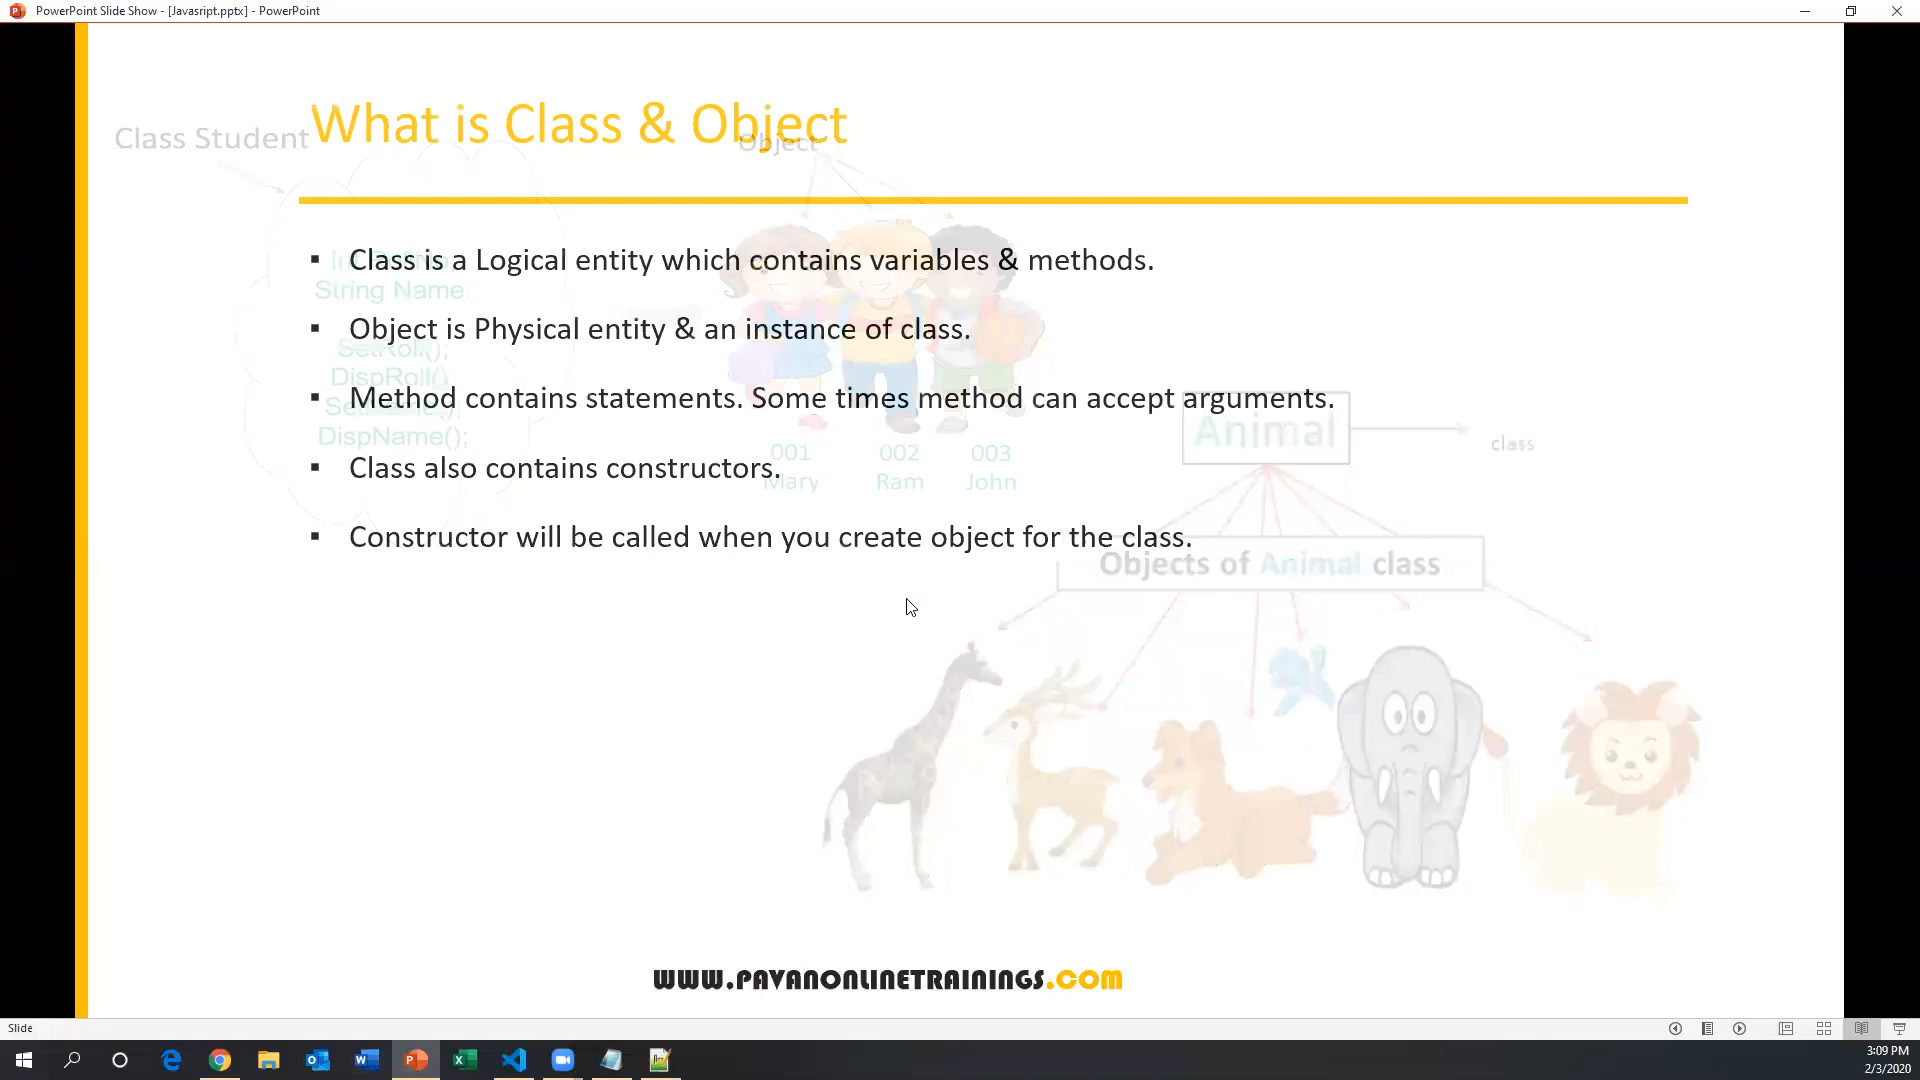 PowerPoint Slide Show - [Javasript.pptx] - PowerPoint
What is Class & Object
Class Student
Object
▪ Class is a Logical entity which contains variables & methods.
String Name
▪ Object is Physical entity & an instance of class.
SetRoll();
DispRoll()
▪ Method contains statements. Some times method can accept arguments.
DispName();
Animal
class
001 002 003
Mary Ram John
▪ Class also contains constructors.
▪ Constructor will be called when you create object for the class.
Objects of Animal class
WWW.PAVANONLINETRAININGS.COM
Slide
3:09 PM
2/3/2020